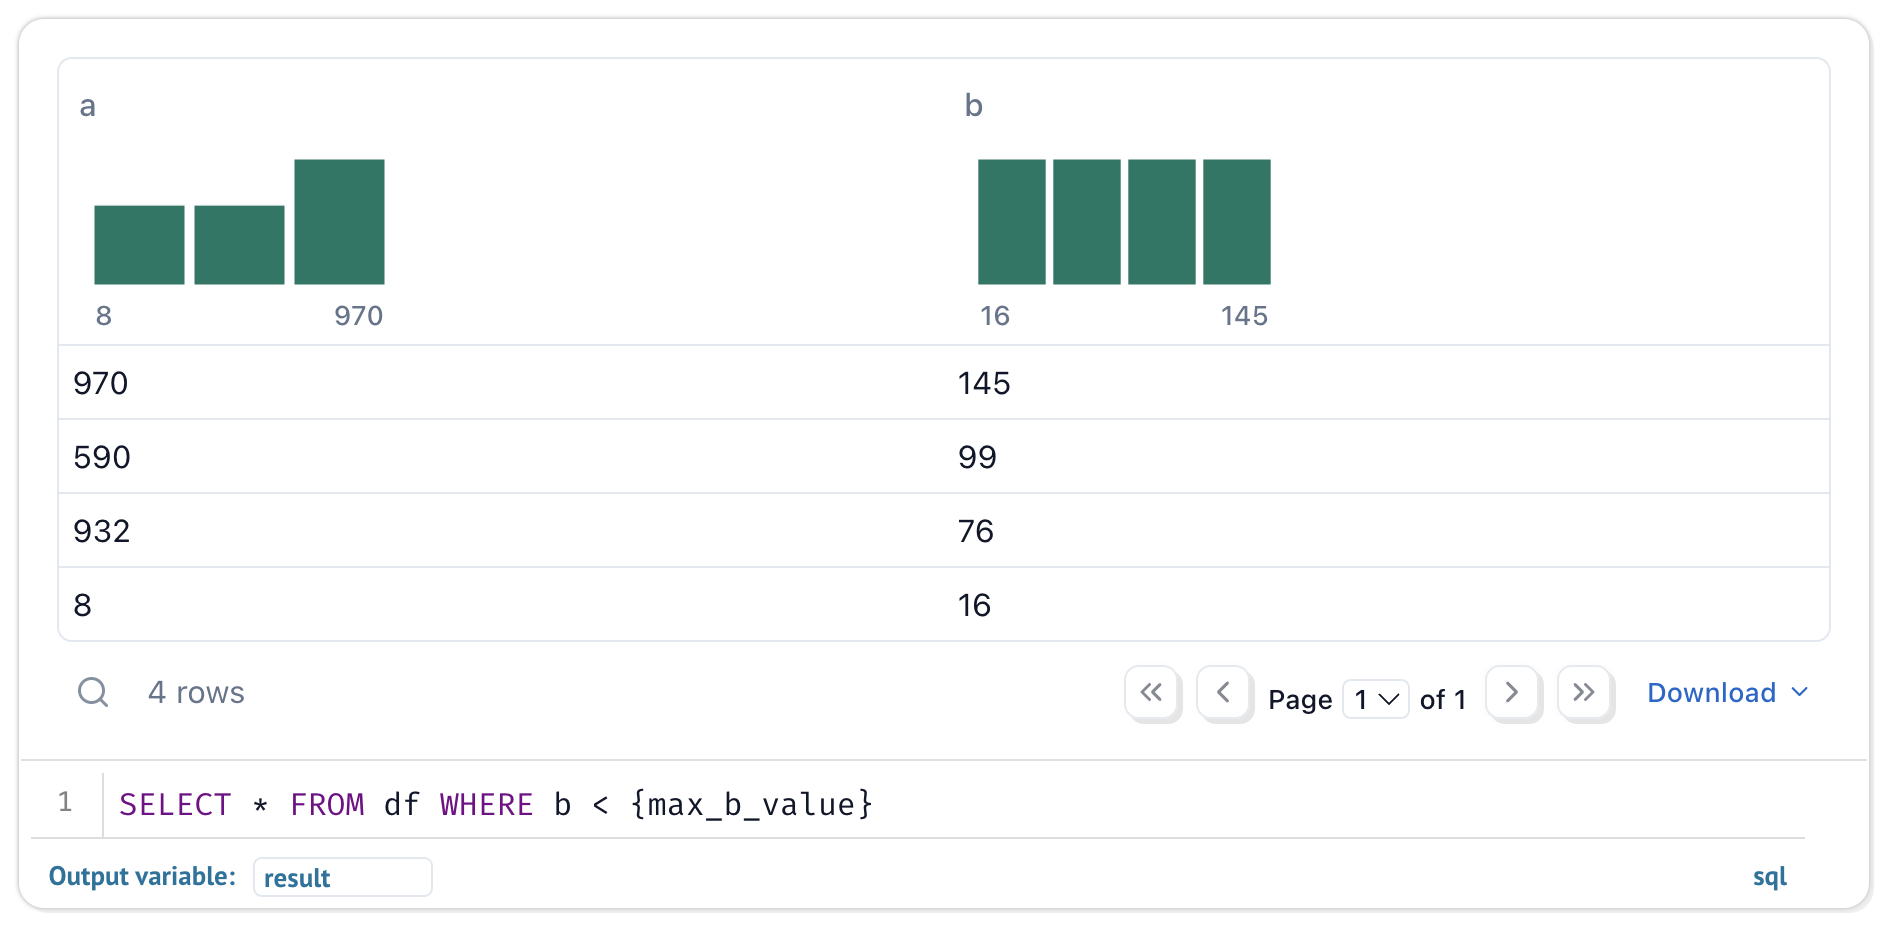 a b
8 970 16 145
970 145
590 99
932 76
8 16
4 rows Page 1 of 1 Download
1 SELECT * FROM df WHERE b < {max_b_value}
Output variable: result sql